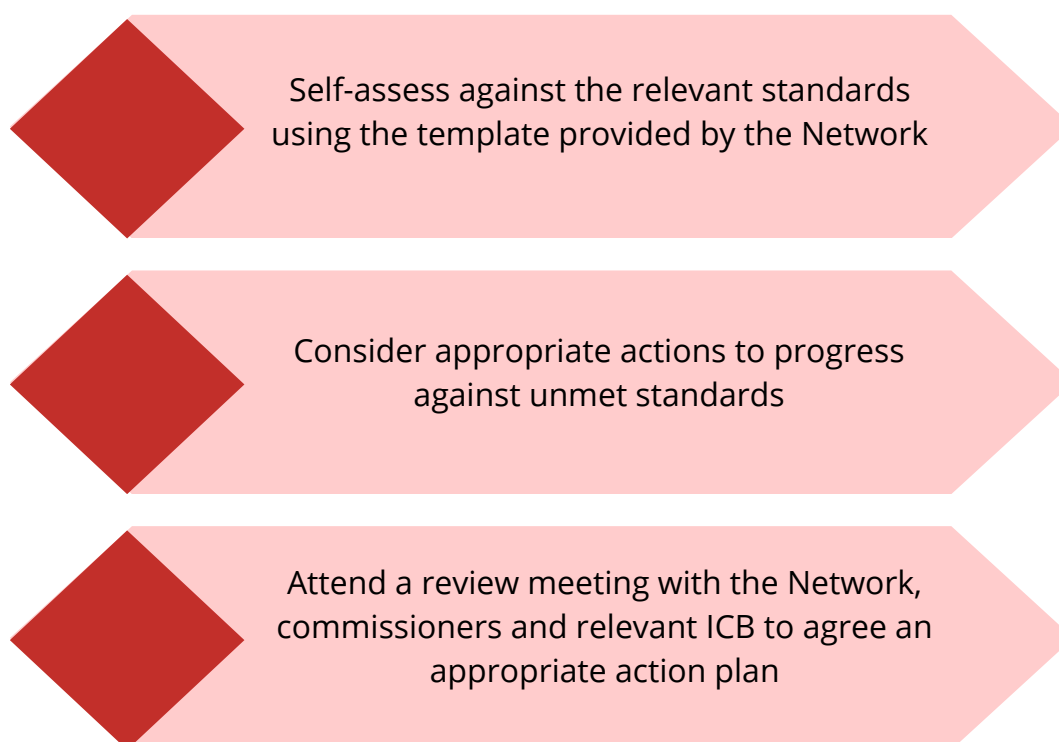 Self-assess against the relevant standards
using the template provided by the Network
Consider appropriate actions to progress
against unmet standards
Attend a review meeting with the Network,
commissioners and relevant ICB to agree an
appropriate action plan